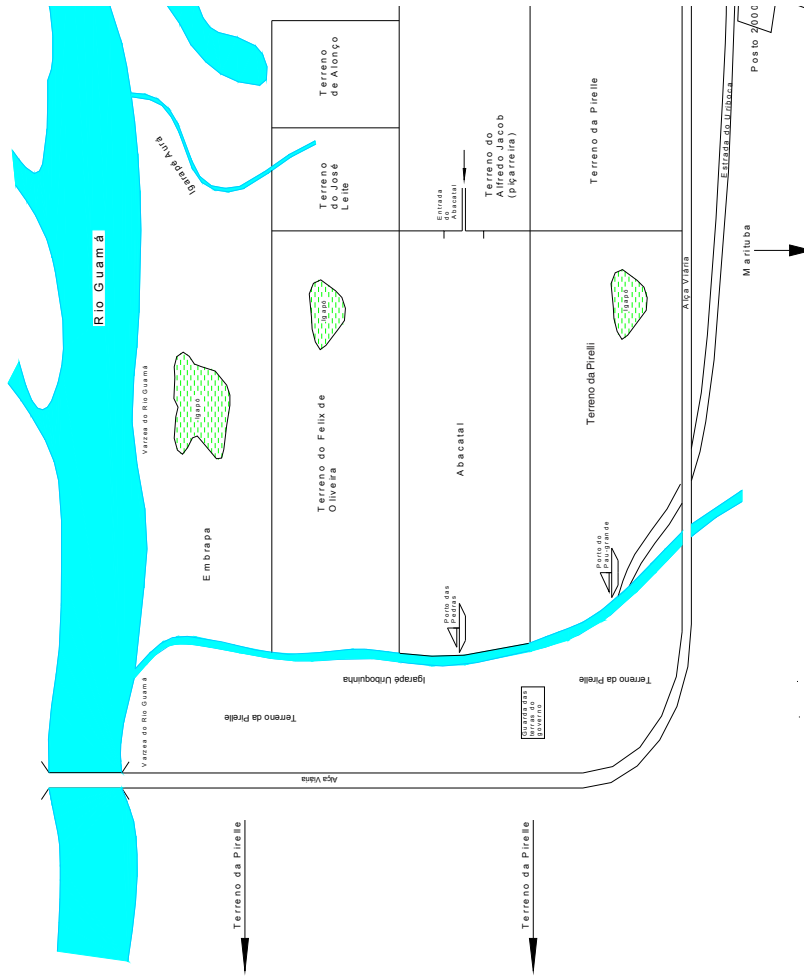 Rio Guamá
Igarapé Aurá
Terreno
de Alonço
Terreno
do José
Leite
Entrada
do
Abacatal
Terreno do
Alfredo Jacob
(piçarreira)
Terreno da Pirelle
Estrada do Uriboca
Posto 2000
Marituba
Alça Viária
Varzea do Rio Guamá
Igapó
Igapó
Igapó
Terreno do Felix de
Oliveira
Abacatal
Terreno da Pirelli
Embrapa
Porto das
Pedras
Porto do
Pau-grande
Igarapé Uriboquinha
Varzea do Rio Guamá
Terreno da Pirelle
Terreno da Pirelle
Guarda das
terras do
governo
Alça Viária
Terreno da Pirelle
Terreno da Pirelle